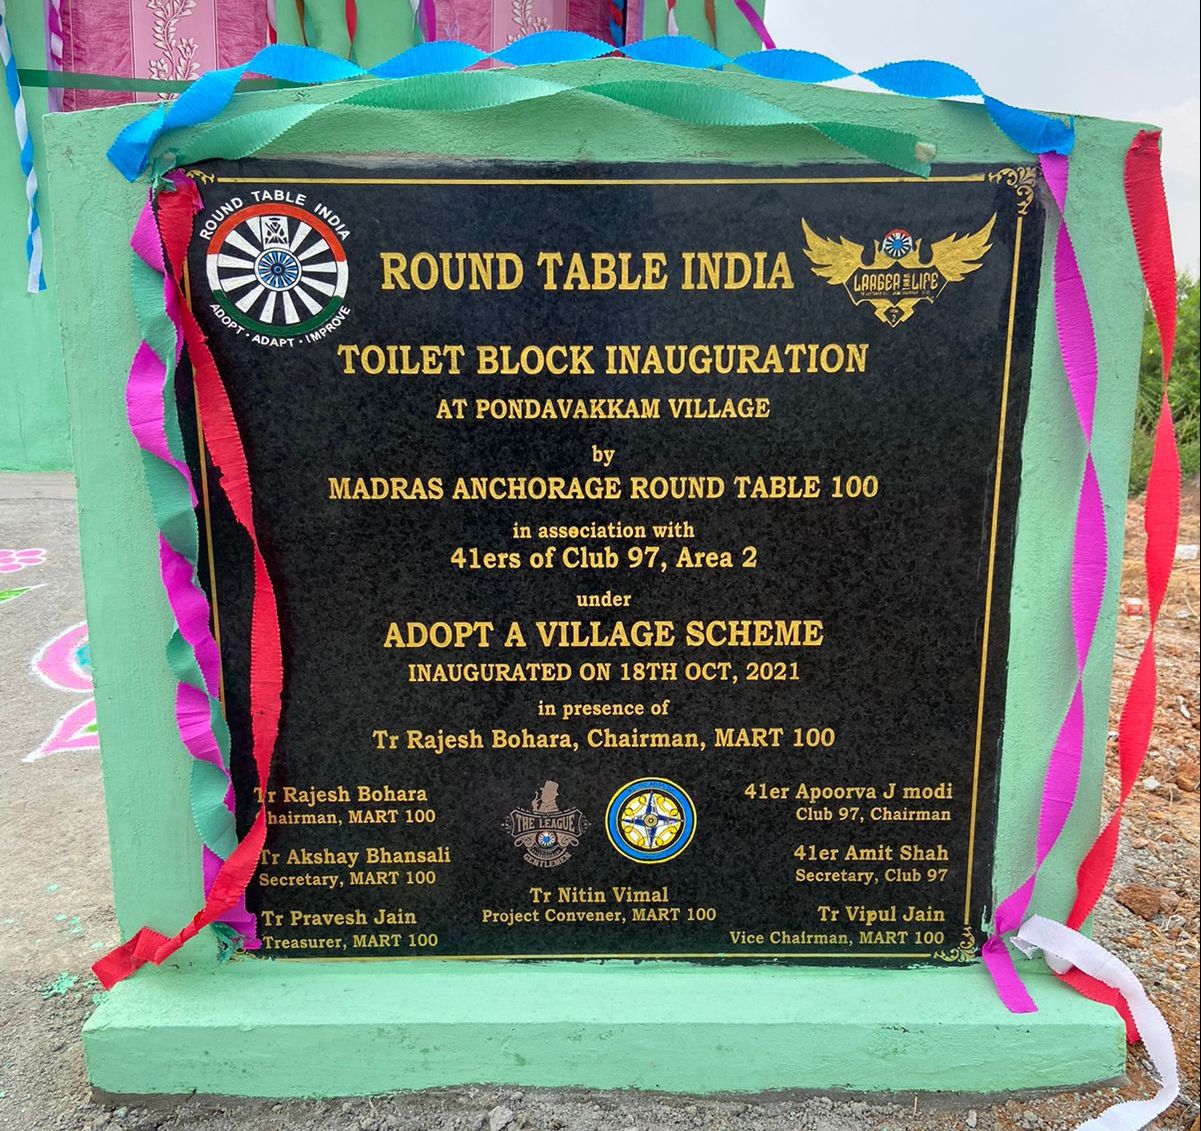 ROUND TABLE INDIA
ADOPT · ADAPT · IMPROVE
ROUND TABLE INDIA
LARGER LIFE
2
TOILET BLOCK INAUGURATION
AT PONDAVAKKAM VILLAGE
by
MADRAS ANCHORAGE ROUND TABLE 100
in association with
41ers of Club 97, Area 2
under
ADOPT A VILLAGE SCHEME
INAUGURATED ON 18TH OCT, 2021
in presence of
Tr Rajesh Bohara, Chairman, MART 100
Tr Rajesh Bohara
hairman, MART 100
Tr Akshay Bhansali
Secretary, MART 100
Tr Pravesh Jain
Treasurer, MART 100
THE LEAGUE
GENTLEMEN
Tr Nitin Vimal
Project Convener, MART 100
41er Apoorva J modi
Club 97, Chairman
41er Amit Shah
Secretary, Club 97
Tr Vipul Jain
Vice Chairman, MART 100